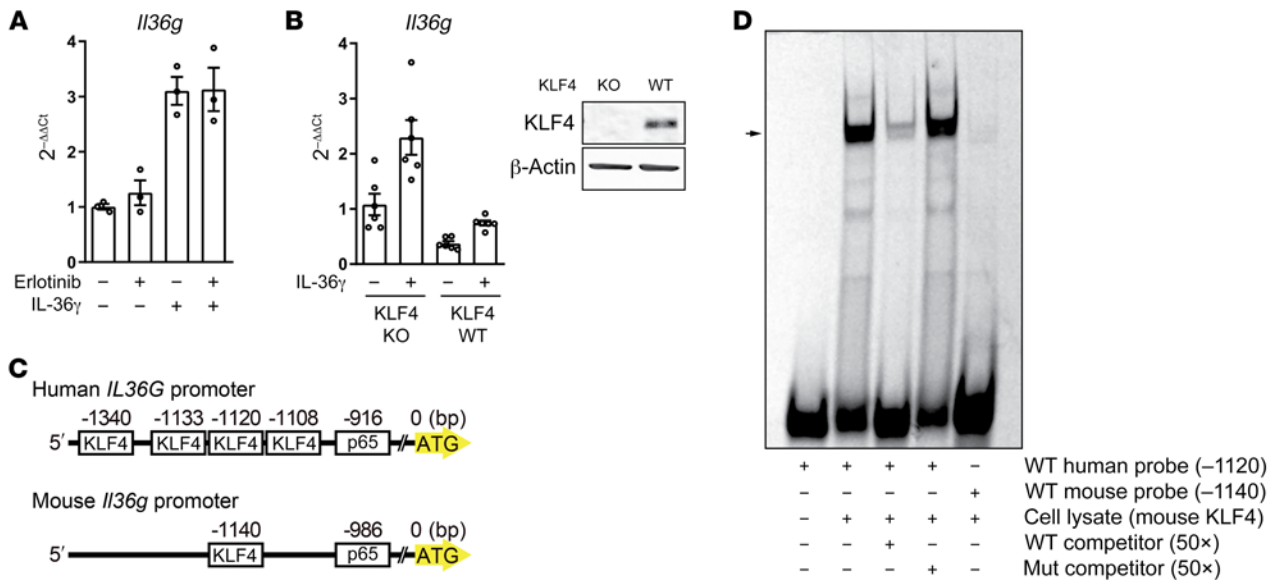 A
Il36g
2−ΔΔCt
4
3
2
1
0
Erlotinib − + − +
IL-36γ − − + +
B
Il36g
2−ΔΔCt
4
3
2
1
0
IL-36γ − + − +
KLF4 KLF4
KO WT
KLF4 KO WT
KLF4
β-Actin
C
Human IL36G promoter
-1340 -1133 -1120 -1108 -916 0 (bp)
5′ KLF4 KLF4 KLF4 KLF4 p65 // ATG
Mouse Il36g promoter
-1140 -986 0 (bp)
5′ KLF4 p65 // ATG
D
+ + + + − WT human probe (−1120)
− − − − + WT mouse probe (−1140)
− + + + + Cell lysate (mouse KLF4)
− − + − − WT competitor (50×)
− − − + − Mut competitor (50×)